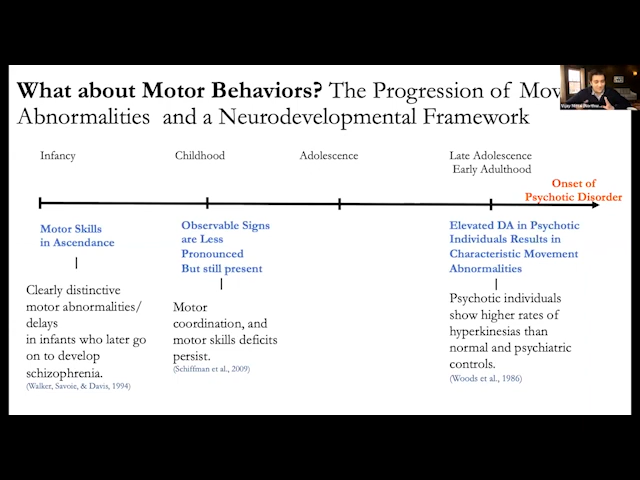 What about Motor Behaviors? The Progression of Mov
Abnormalities and a Neurodevelopmental Framework
Infancy
Childhood
Adolescence
Late Adolescence
Early Adulthood
Onset of
Psychotic Disorder
Motor Skills
in Ascendance
Clearly distinctive
motor abnormalities/
delays
in infants who later go
on to develop
schizophrenia.
(Walker, Savoie, & Davis, 1994)
Observable Signs
are Less
Pronounced
But still present
Motor
coordination, and
motor skills deficits
persist.
(Schiffman et al., 2009)
Elevated DA in Psychotic
Individuals Results in
Characteristic Movement
Abnormalities
Psychotic individuals
show higher rates of
hyperkinesias than
normal and psychiatric
controls.
(Woods et al., 1986)